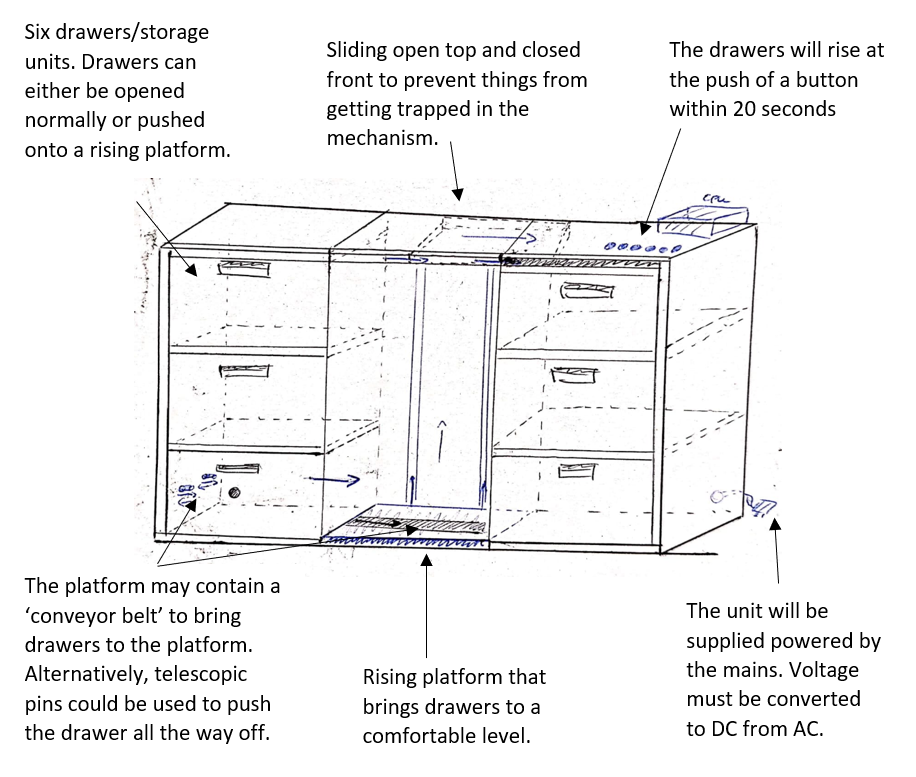 Six drawers/storage
units. Drawers can
either be opened
normally or pushed
onto a rising platform.
Sliding open top and closed
front to prevent things from
getting trapped in the
mechanism.
The drawers will rise at
the push of a button
within 20 seconds
CPU
The platform may contain a
‘conveyor belt’ to bring
drawers to the platform.
Alternatively, telescopic
pins could be used to push
the drawer all the way off.
Rising platform that
brings drawers to a
comfortable level.
The unit will be
supplied powered by
the mains. Voltage
must be converted
to DC from AC.